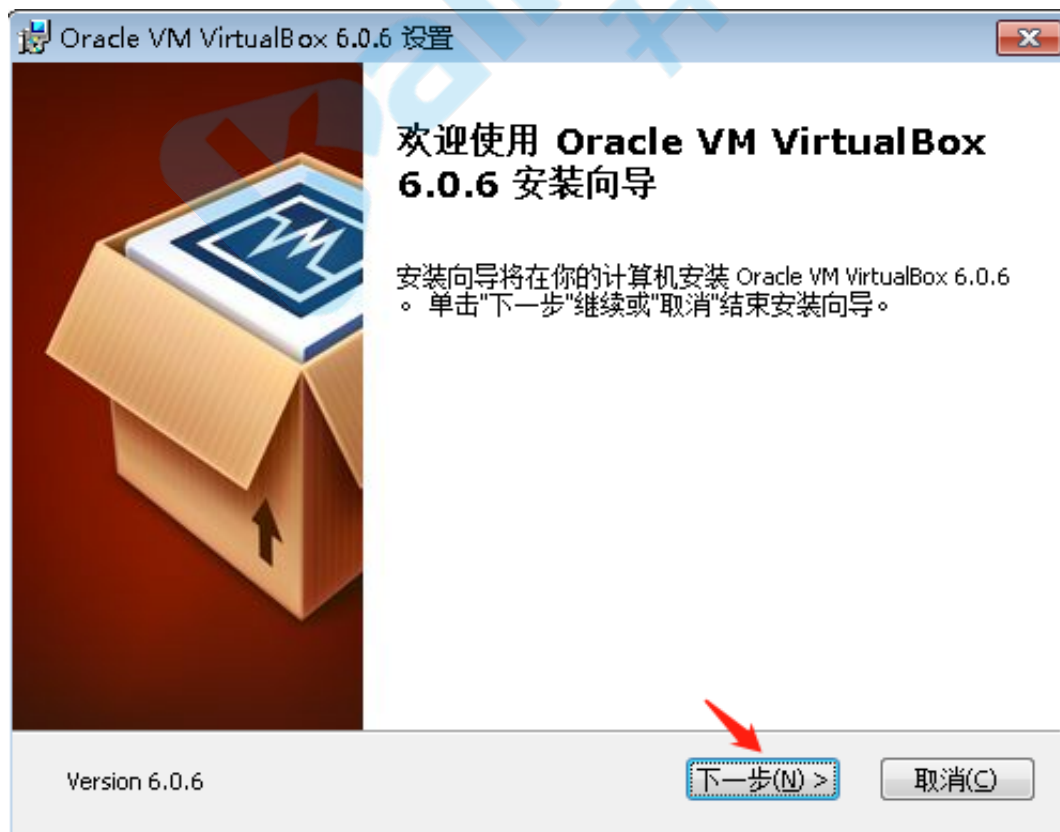 Oracle VM VirtualBox 6.0.6 设置
欢迎使用 Oracle VM VirtualBox
6.0.6 安装向导
安装向导将在你的计算机安装 Oracle VM VirtualBox 6.0.6
。 单击"下一步"继续或"取消"结束安装向导。
Version 6.0.6
下一步(N) >
取消(C)